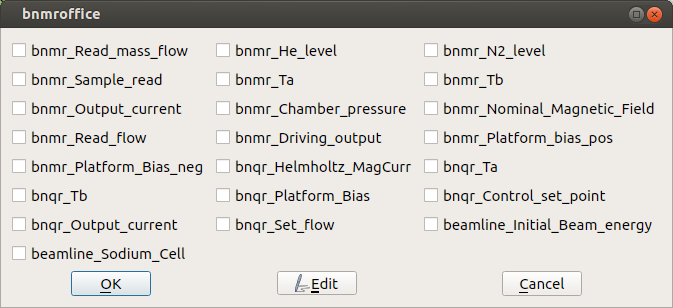 bnmroffice
bnmr_Read_mass_flow bnmr_He_level bnmr_N2_level
bnmr_Sample_read bnmr_Ta bnmr_Tb
bnmr_Output_current bnmr_Chamber_pressure bnmr_Nominal_Magnetic_Field
bnmr_Read_flow bnmr_Driving_output bnmr_Platform_bias_pos
bnmr_Platform_Bias_neg bnqr_Helmholtz_MagCurr bnqr_Ta
bnqr_Tb bnqr_Platform_Bias bnqr_Control_set_point
bnqr_Output_current bnqr_Set_flow beamline_Initial_Beam_energy
beamline_Sodium_Cell
OK Edit Cancel